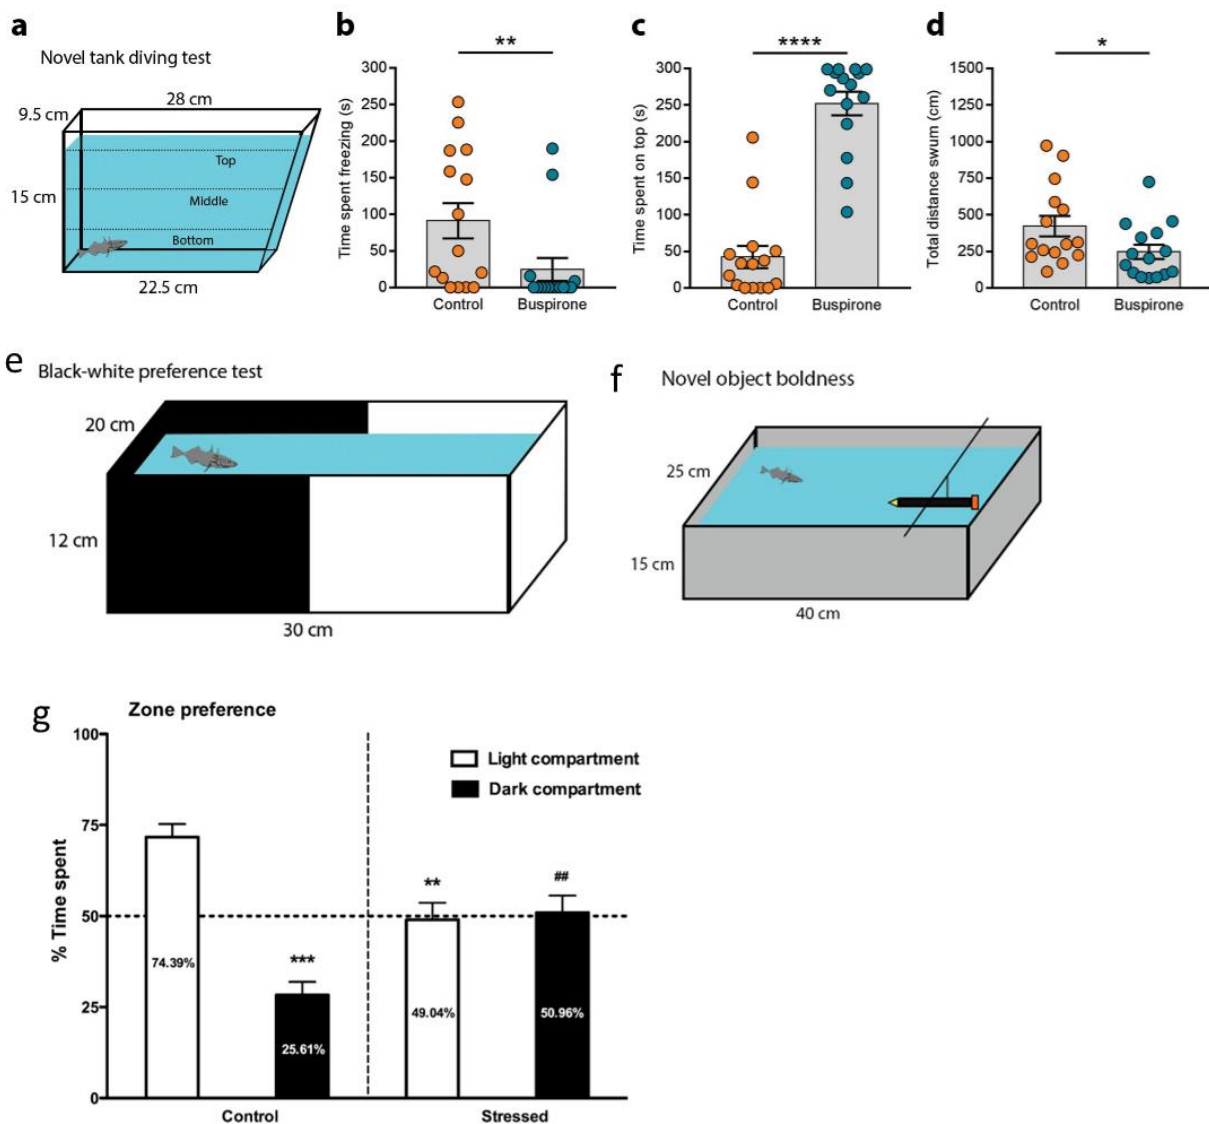 a
Novel tank diving test
28 cm
9.5 cm
Top
15 cm
Middle
Bottom
22.5 cm
b
**
Time spent freezing (s)
300
250
200
150
100
50
0
Control
Buspirone
c
****
Time spent on top (s)
300
250
200
150
100
50
0
Control
Buspirone
d
*
Total distance swum (cm)
1500
1250
1000
750
500
250
0
Control
Buspirone
e
Black-white preference test
20 cm
12 cm
30 cm
f
Novel object boldness
25 cm
15 cm
40 cm
g
Zone preference
Light compartment
Dark compartment
% Time spent
100
75
50
25
0
74.39%
***
25.61%
**
49.04%
##
50.96%
Control
Stressed